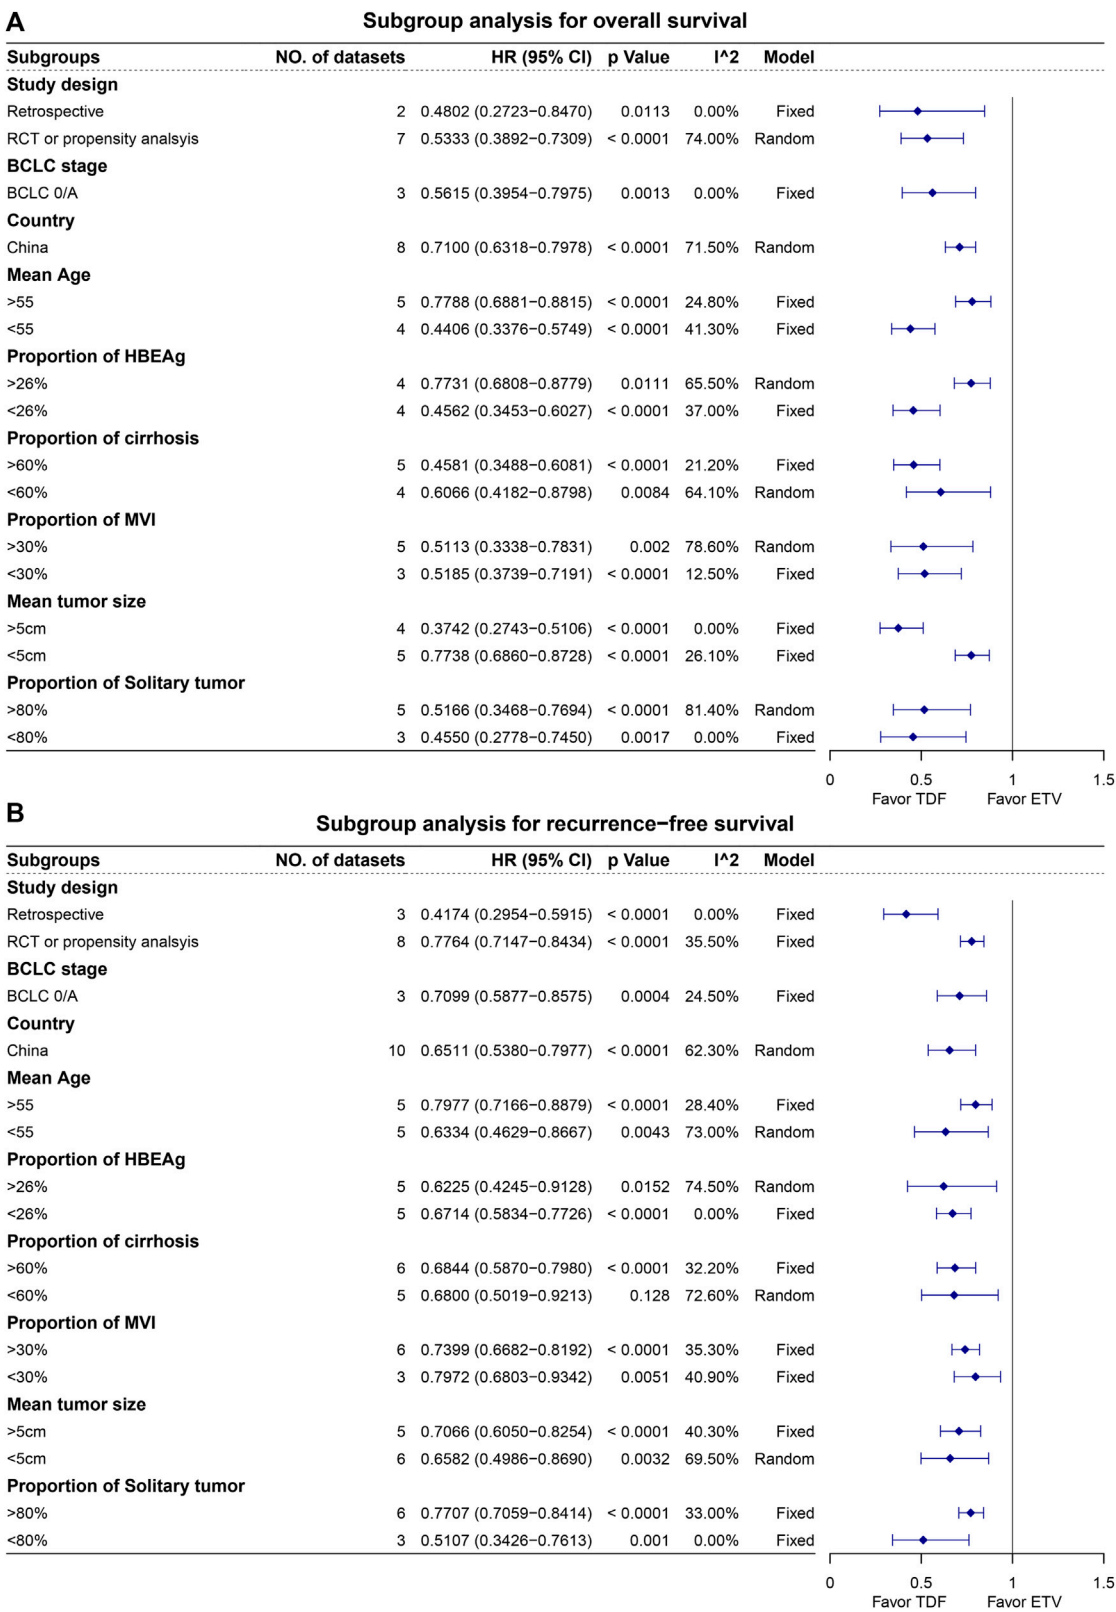 A
Subgroup analysis for overall survival
Subgroups NO. of datasets HR (95% CI) p Value I^2 Model
Study design
Retrospective 2 0.4802 (0.2723−0.8470) 0.0113 0.00% Fixed
RCT or propensity analsyis 7 0.5333 (0.3892−0.7309) < 0.0001 74.00% Random
BCLC stage
BCLC 0/A 3 0.5615 (0.3954−0.7975) 0.0013 0.00% Fixed
Country
China 8 0.7100 (0.6318−0.7978) < 0.0001 71.50% Random
Mean Age
>55 5 0.7788 (0.6881−0.8815) < 0.0001 24.80% Fixed
<55 4 0.4406 (0.3376−0.5749) < 0.0001 41.30% Fixed
Proportion of HBEAg
>26% 4 0.7731 (0.6808−0.8779) 0.0111 65.50% Random
<26% 4 0.4562 (0.3453−0.6027) < 0.0001 37.00% Fixed
Proportion of cirrhosis
>60% 5 0.4581 (0.3488−0.6081) < 0.0001 21.20% Fixed
<60% 4 0.6066 (0.4182−0.8798) 0.0084 64.10% Random
Proportion of MVI
>30% 5 0.5113 (0.3338−0.7831) 0.002 78.60% Random
<30% 3 0.5185 (0.3739−0.7191) < 0.0001 12.50% Fixed
Mean tumor size
>5cm 4 0.3742 (0.2743−0.5106) < 0.0001 0.00% Fixed
<5cm 5 0.7738 (0.6860−0.8728) < 0.0001 26.10% Fixed
Proportion of Solitary tumor
>80% 5 0.5166 (0.3468−0.7694) < 0.0001 81.40% Random
<80% 3 0.4550 (0.2778−0.7450) 0.0017 0.00% Fixed
0 0.5 1 1.5
Favor TDF Favor ETV
B
Subgroup analysis for recurrence−free survival
Subgroups NO. of datasets HR (95% CI) p Value I^2 Model
Study design
Retrospective 3 0.4174 (0.2954−0.5915) < 0.0001 0.00% Fixed
RCT or propensity analsyis 8 0.7764 (0.7147−0.8434) < 0.0001 35.50% Fixed
BCLC stage
BCLC 0/A 3 0.7099 (0.5877−0.8575) 0.0004 24.50% Fixed
Country
China 10 0.6511 (0.5380−0.7977) < 0.0001 62.30% Random
Mean Age
>55 5 0.7977 (0.7166−0.8879) < 0.0001 28.40% Fixed
<55 5 0.6334 (0.4629−0.8667) 0.0043 73.00% Random
Proportion of HBEAg
>26% 5 0.6225 (0.4245−0.9128) 0.0152 74.50% Random
<26% 5 0.6714 (0.5834−0.7726) < 0.0001 0.00% Fixed
Proportion of cirrhosis
>60% 6 0.6844 (0.5870−0.7980) < 0.0001 32.20% Fixed
<60% 5 0.6800 (0.5019−0.9213) 0.128 72.60% Random
Proportion of MVI
>30% 6 0.7399 (0.6682−0.8192) < 0.0001 35.30% Fixed
<30% 3 0.7972 (0.6803−0.9342) 0.0051 40.90% Fixed
Mean tumor size
>5cm 5 0.7066 (0.6050−0.8254) < 0.0001 40.30% Fixed
<5cm 6 0.6582 (0.4986−0.8690) 0.0032 69.50% Random
Proportion of Solitary tumor
>80% 6 0.7707 (0.7059−0.8414) < 0.0001 33.00% Fixed
<80% 3 0.5107 (0.3426−0.7613) 0.001 0.00% Fixed
0 0.5 1 1.5
Favor TDF Favor ETV